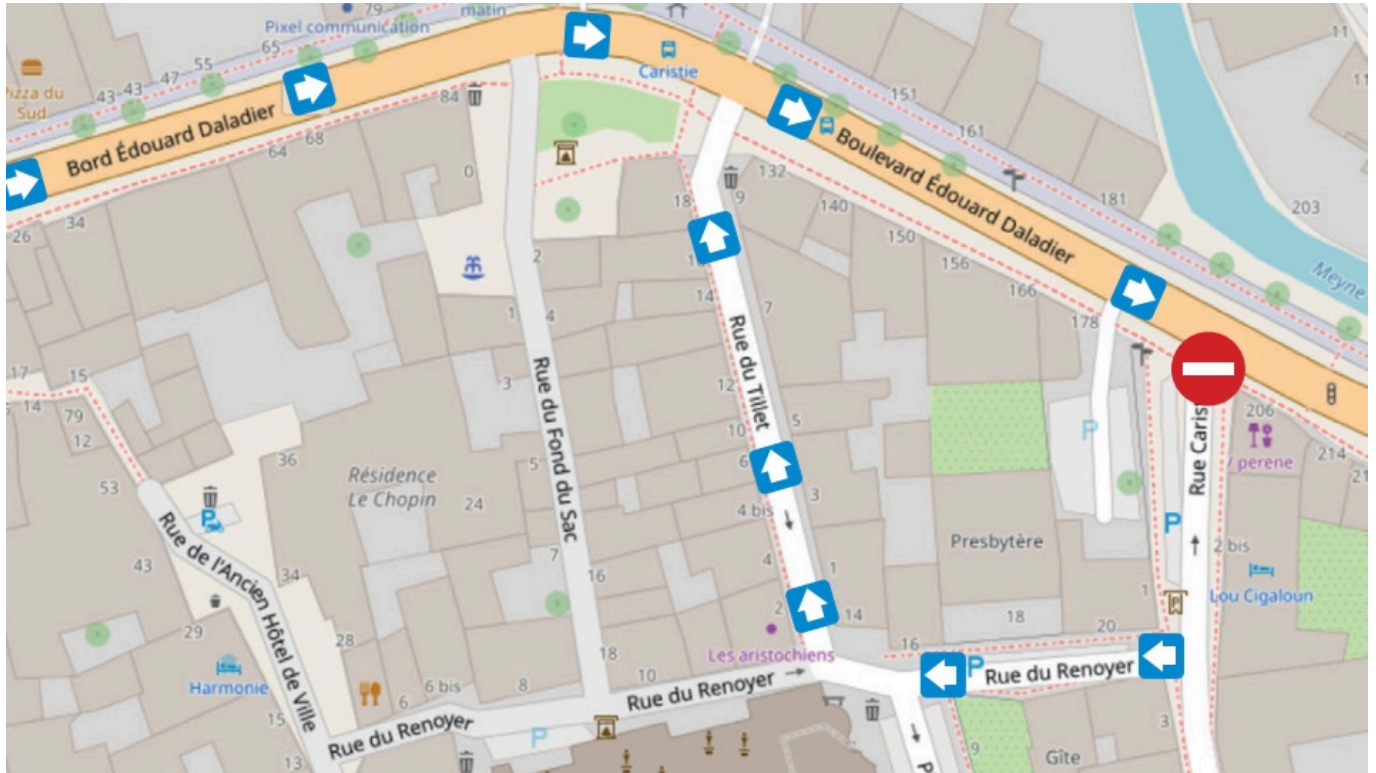 79
matin
Pixel communication
65
55
47
43
43
Pizza du
Sud
84
68
64
Bord Édouard Daladier
Caristie
151
161
Boulevard Édouard Daladier
181
203
Meyne
11
132
9
140
150
156
166
178
0
34
26
18
2
14
7
1
4
Rue du Tillet
Rue du Fond du Sac
17
15
14
79
12
53
36
Résidence
Le Chopin
24
3
5
12
5
10
6
3
4 bis
P
Rue Caris
206
perene
214
P
Presbytère
P
2 bis
Lou Cigaloun
Rue de l'Ancien Hôtel de Ville
43
34
7
16
4
1
2
14
1
29
28
18
20
16
Les aristochiens
Harmonie
18
10
8
6 bis
6
Rue du Renoyer
Rue du Renoyer
P
Rue du Renoyer
P
15
13
3
9
Gîte
P